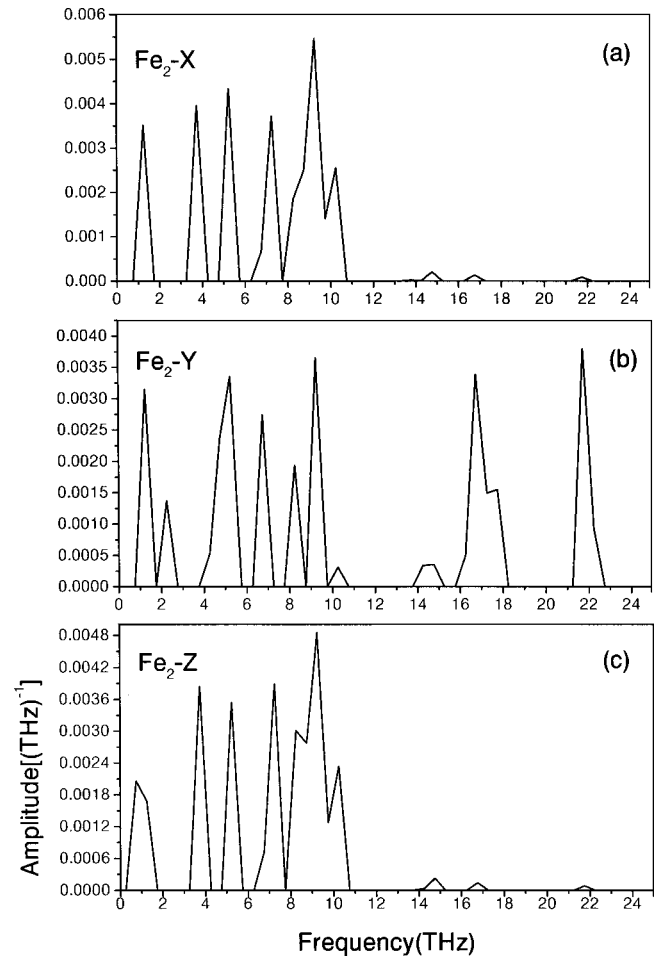 0.006
Fe₂-X
(a)
0.005
0.004
0.003
0.002
0.001
0.000
0 2 4 6 8 10 12 14 16 18 20 22 24
0.0040
Fe₂-Y
(b)
0.0035
0.0030
0.0025
0.0020
0.0015
0.0010
0.0005
0.0000
0 2 4 6 8 10 12 14 16 18 20 22 24
0.0048
Fe₂-Z
(c)
0.0042
0.0036
0.0030
0.0024
0.0018
0.0012
0.0006
0.0000
0 2 4 6 8 10 12 14 16 18 20 22 24
Amplitude[(THz)⁻¹]
Frequency(THz)